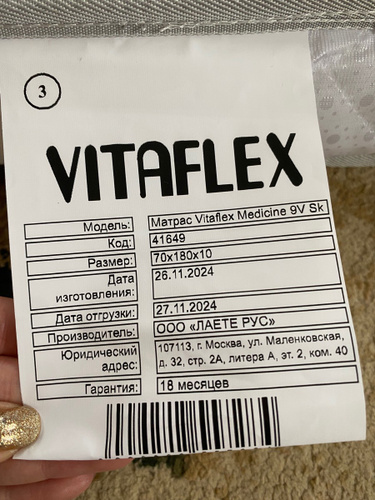 3
VITAFLEX
Модель: Матрас Vitaflex Medicine 9V Sk
Код: 41649
Размер: 70x180x10
Дата 26.11.2024
изготовления:
Дата отгрузки: 27.11.2024
Производитель: ООО «ЛАЕТЕ РУС»
Юридический 107113, г. Москва, ул. Маленковская,
адрес: д. 32, стр. 2А, литера А, эт. 2, ком. 40
Гарантия: 18 месяцев